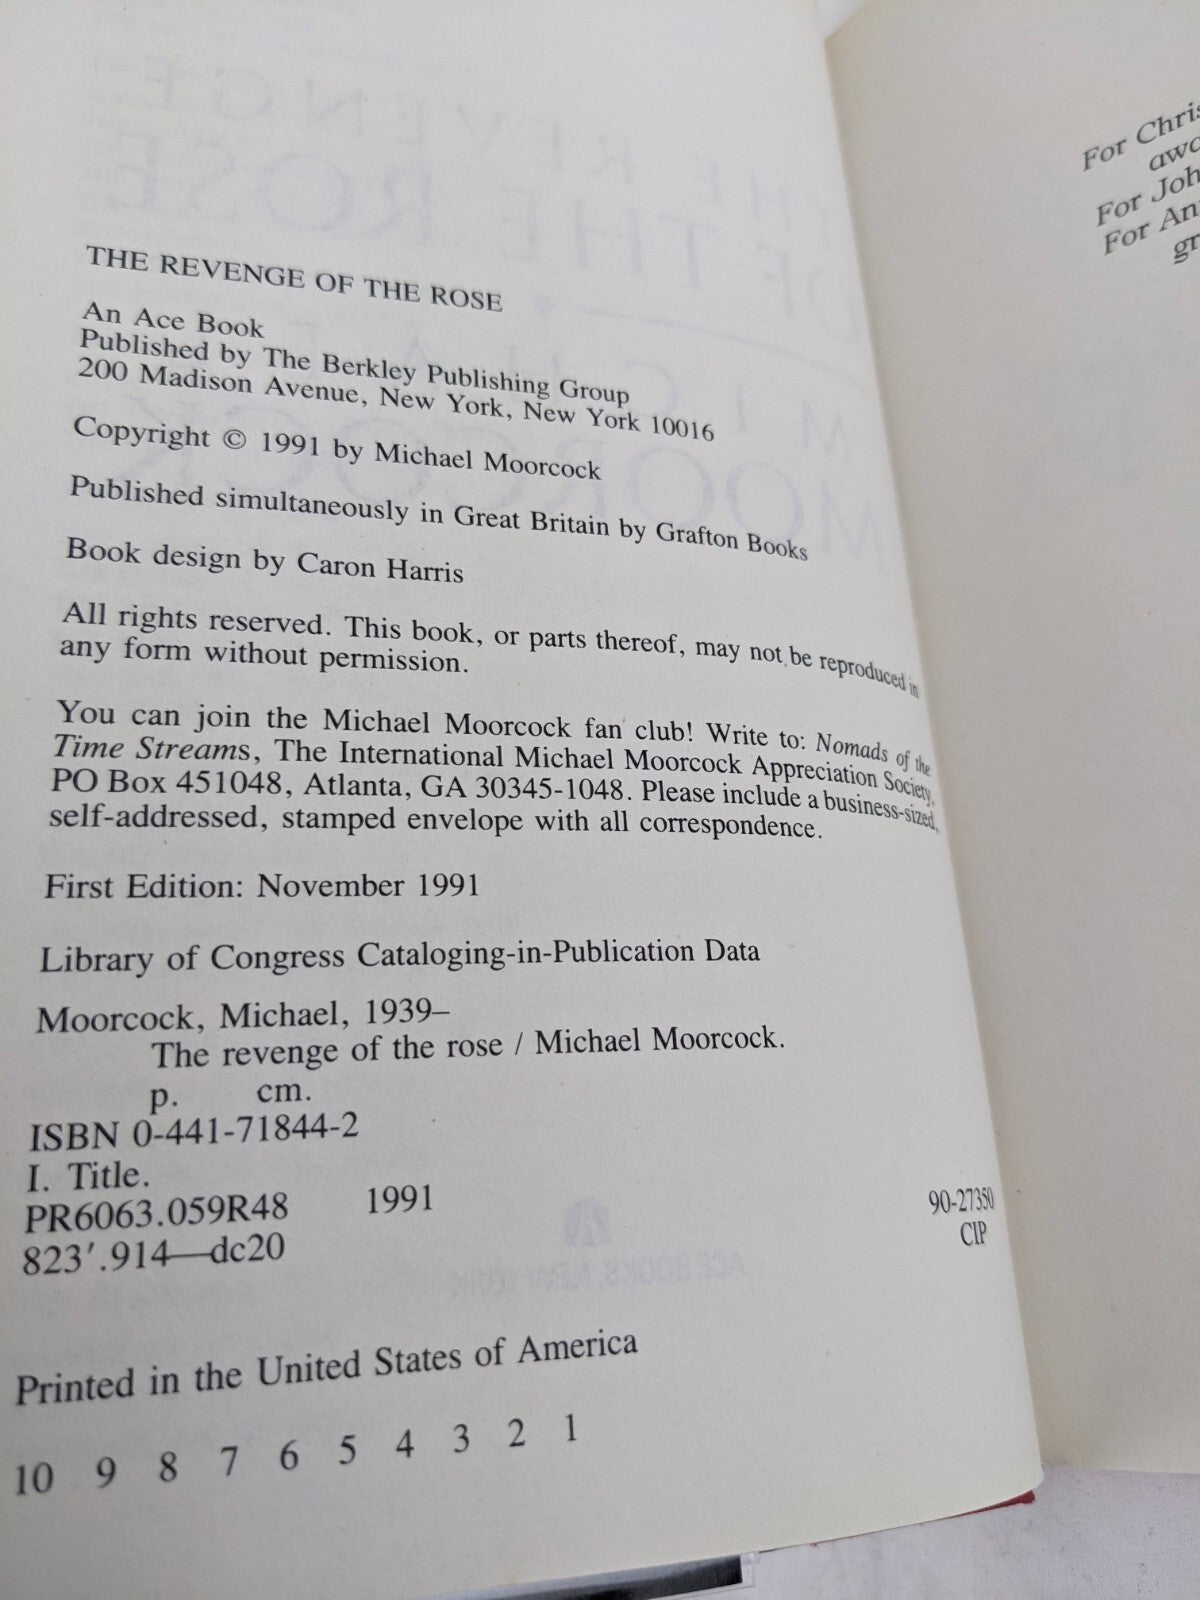 THE REVENGE OF THE ROSE
An Ace Book
Published by The Berkley Publishing Group
200 Madison Avenue, New York, New York 10016
Copyright © 1991 by Michael Moorcock
Published simultaneously in Great Britain by Grafton Books
Book design by Caron Harris
All rights reserved. This book, or parts thereof, may not be reproduced in
any form without permission.
You can join the Michael Moorcock fan club! Write to: Nomads of the
Time Streams, The International Michael Moorcock Appreciation Society,
PO Box 451048, Atlanta, GA 30345-1048. Please include a business-sized,
self-addressed, stamped envelope with all correspondence.
First Edition: November 1991
Library of Congress Cataloging-in-Publication Data
Moorcock, Michael, 1939–
The revenge of the rose / Michael Moorcock.
p. cm.
ISBN 0-441-71844-2
I. Title.
PR6063.059R48 1991 90-27350
823′.914—dc20 CIP
Printed in the United States of America
10 9 8 7 6 5 4 3 2 1
For Chris
For
For